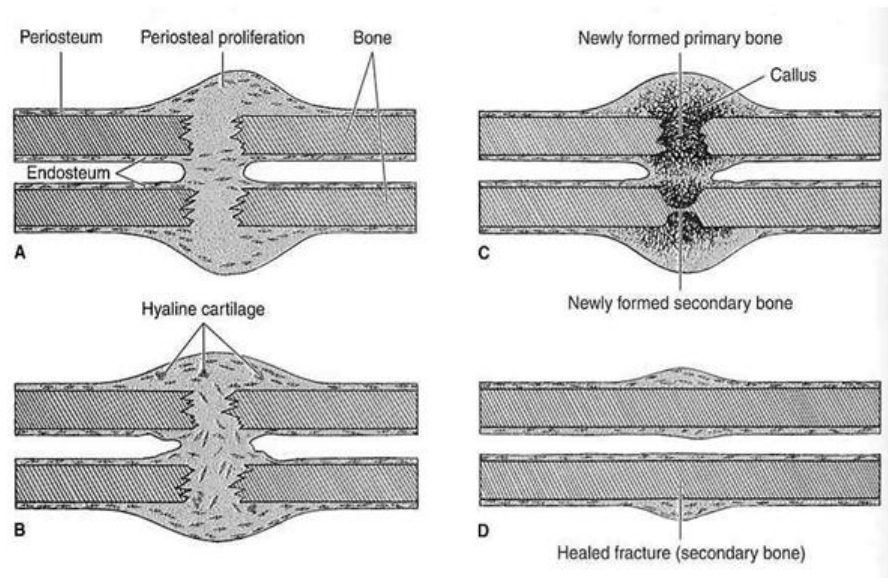 Periosteum
Periosteal proliferation
Bone
Endosteum
A
Hyaline cartilage
B
Newly formed primary bone
Callus
C
Newly formed secondary bone
D
Healed fracture (secondary bone)